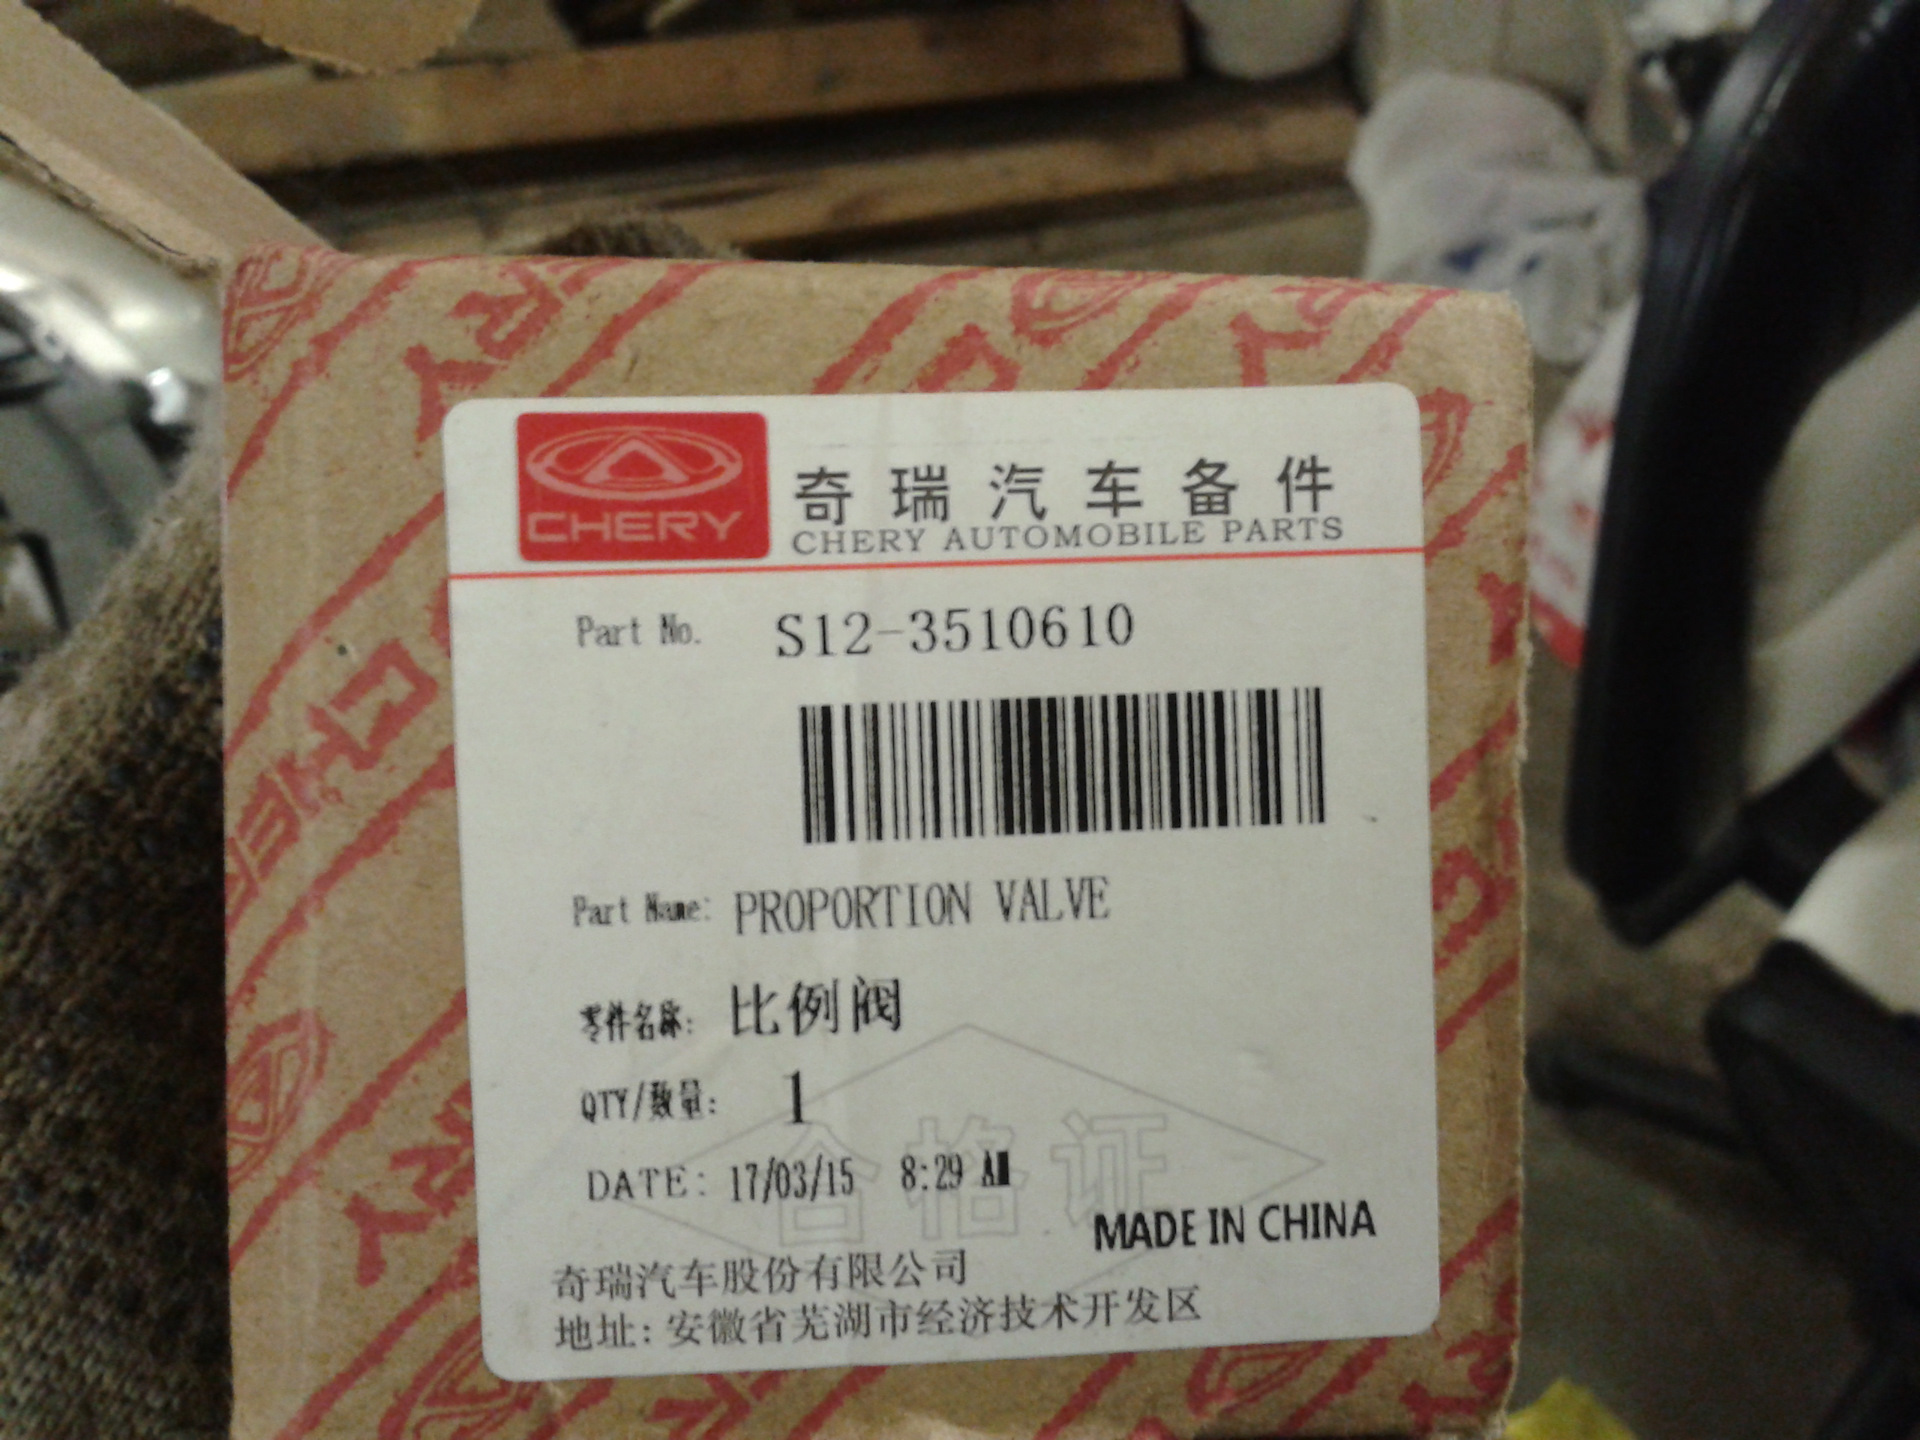 CHERY
奇瑞汽车备件
CHERY AUTOMOBILE PARTS
Part No. S12-3510610
Part Name: PROPORTION VALVE
零件名称: 比例阀
QTY/数量: 1
DATE: 17/03/15 8:29 AM
合格证
MADE IN CHINA
奇瑞汽车股份有限公司
地址: 安徽省芜湖市经济技术开发区
CHERY